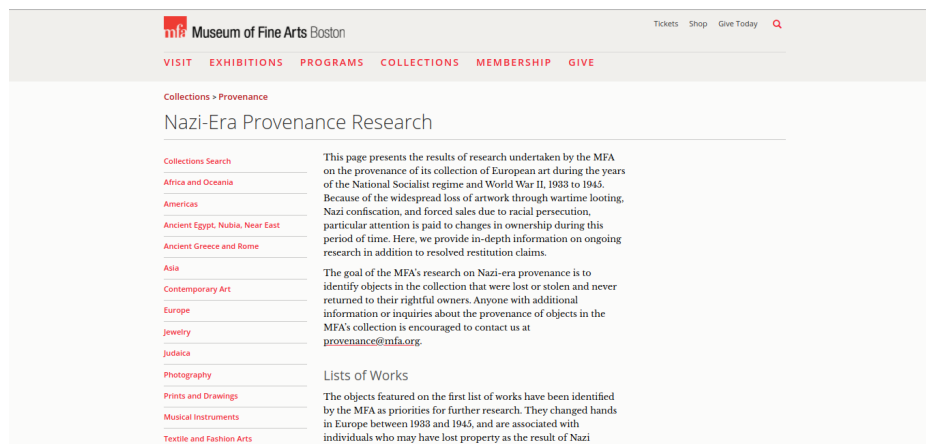 mfa Museum of Fine Arts Boston
Tickets Shop Give Today
VISIT EXHIBITIONS PROGRAMS COLLECTIONS MEMBERSHIP GIVE
Collections > Provenance
Nazi-Era Provenance Research
Collections Search
Africa and Oceania
Americas
Ancient Egypt, Nubia, Near East
Ancient Greece and Rome
Asia
Contemporary Art
Europe
Jewelry
Judaica
Photography
Prints and Drawings
Musical Instruments
Textile and Fashion Arts
This page presents the results of research undertaken by the MFA
on the provenance of its collection of European art during the years
of the National Socialist regime and World War II, 1933 to 1945.
Because of the widespread loss of artwork through wartime looting,
Nazi confiscation, and forced sales due to racial persecution,
particular attention is paid to changes in ownership during this
period of time. Here, we provide in-depth information on ongoing
research in addition to resolved restitution claims.
The goal of the MFA's research on Nazi-era provenance is to
identify objects in the collection that were lost or stolen and never
returned to their rightful owners. Anyone with additional
information or inquiries about the provenance of objects in the
MFA's collection is encouraged to contact us at
provenance@mfa.org.
Lists of Works
The objects featured on the first list of works have been identified
by the MFA as priorities for further research. They changed hands
in Europe between 1933 and 1945, and are associated with
individuals who may have lost property as the result of Nazi